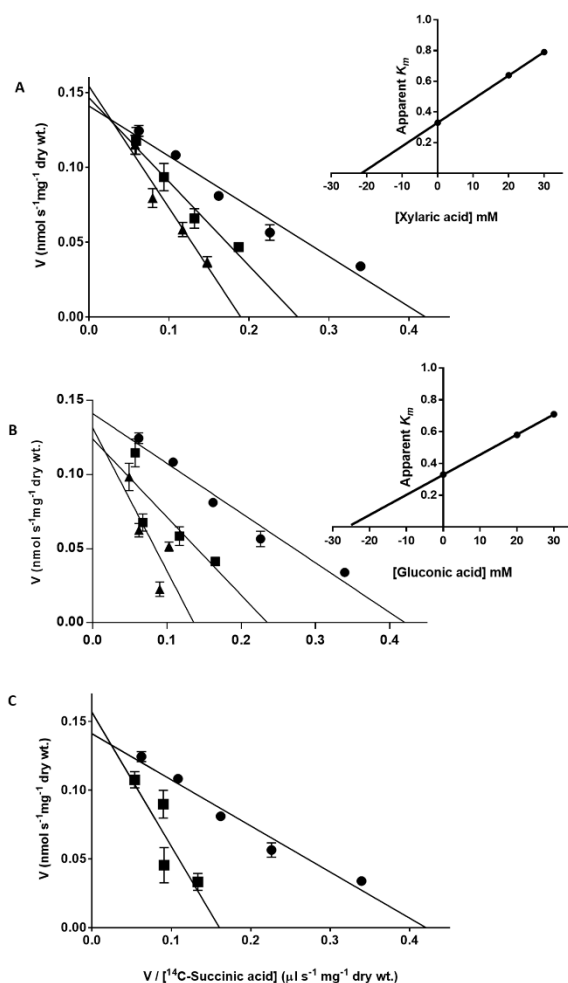 A
V (nmol s⁻¹mg⁻¹ dry wt.)
0.15
0.10
0.05
0.00
0.0 0.1 0.2 0.3 0.4
Apparent Km
1.0
0.8
0.6
0.4
0.2
-30 -20 -10 0 10 20 30
[Xylaric acid] mM
B
V (nmol s⁻¹mg⁻¹ dry wt.)
0.15
0.10
0.05
0.00
0.0 0.1 0.2 0.3 0.4
Apparent Km
1.0
0.8
0.6
0.4
0.2
-30 -20 -10 0 10 20 30
[Gluconic acid] mM
C
V (nmol s⁻¹mg⁻¹ dry wt.)
0.15
0.10
0.05
0.00
0.0 0.1 0.2 0.3 0.4
V / [¹⁴C-Succinic acid] (µl s⁻¹ mg⁻¹ dry wt.)